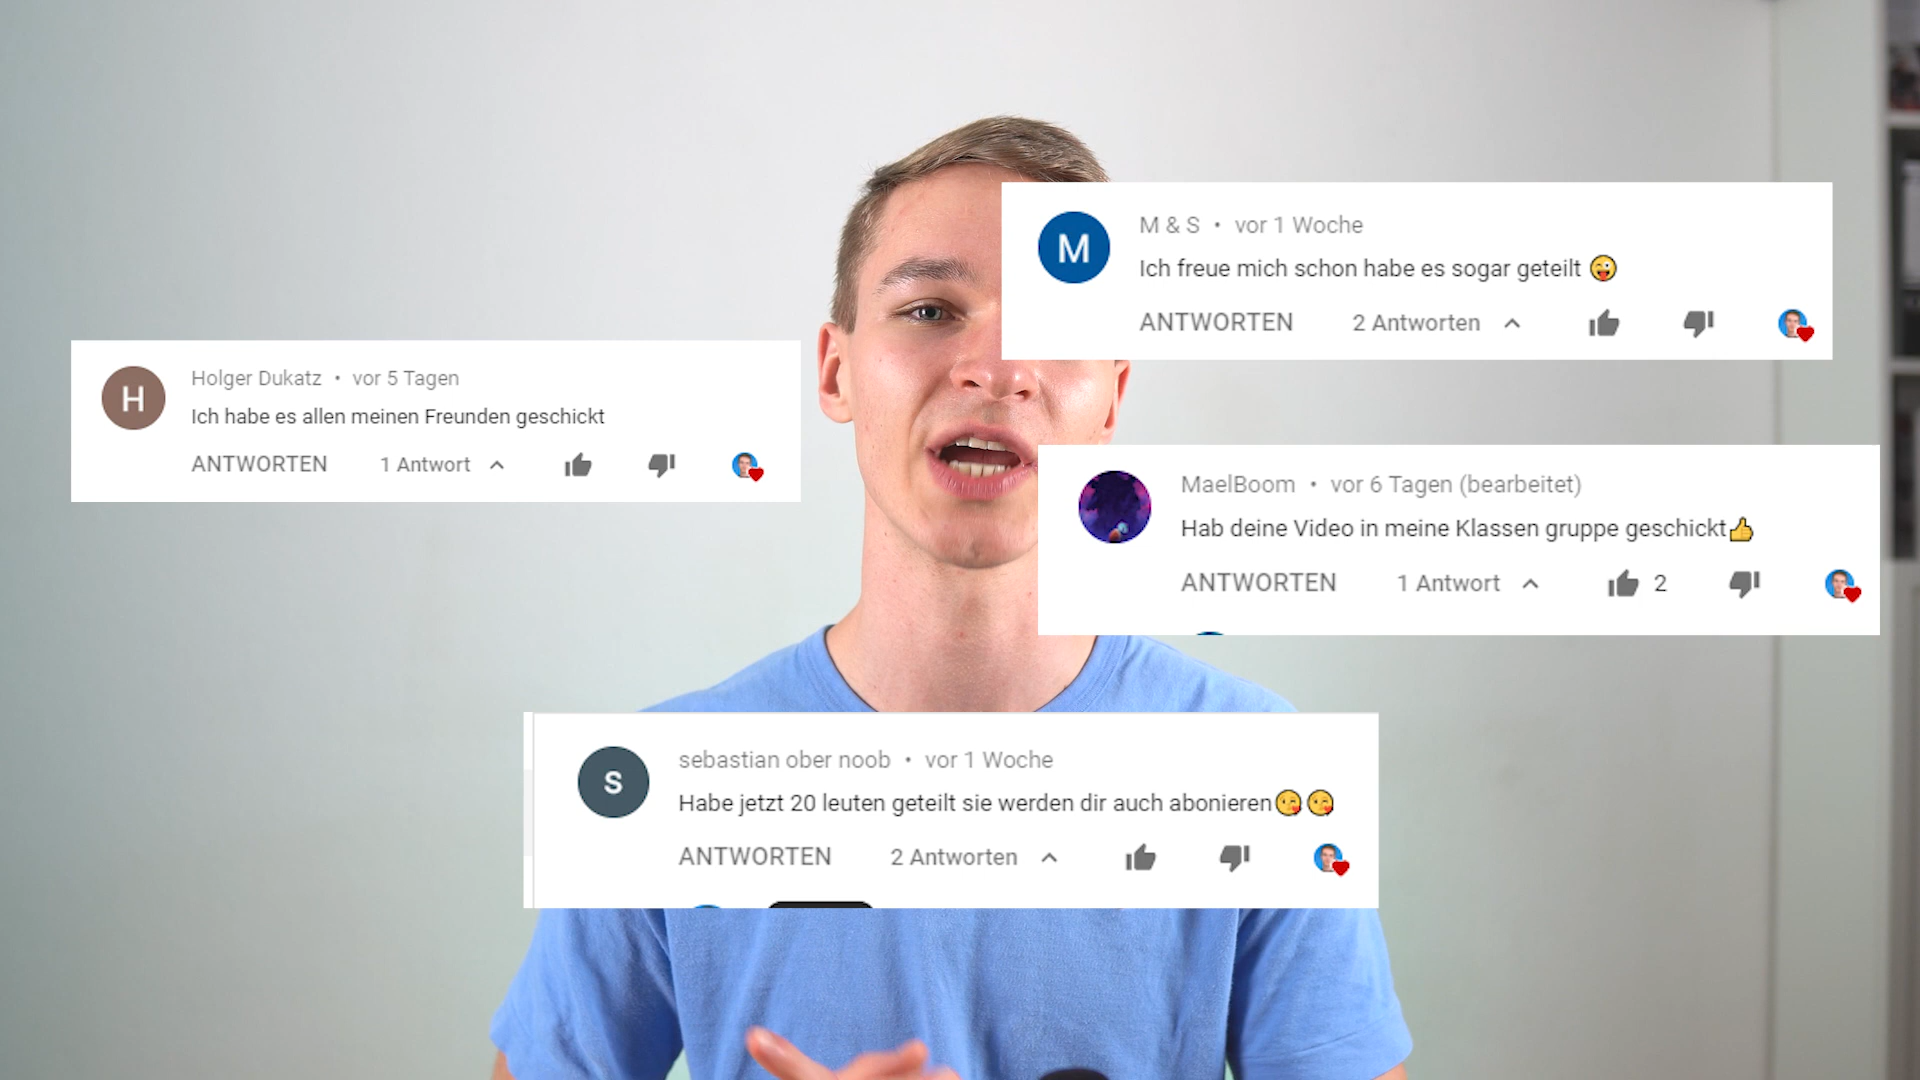 M & S • vor 1 Woche
M
Ich freue mich schon habe es sogar geteilt 😜
ANTWORTEN 2 Antworten
Holger Dukatz • vor 5 Tagen
H
Ich habe es allen meinen Freunden geschickt
ANTWORTEN 1 Antwort
MaelBoom • vor 6 Tagen (bearbeitet)
Hab deine Video in meine Klassen gruppe geschickt👍
ANTWORTEN 1 Antwort 2
sebastian ober noob • vor 1 Woche
S
Habe jetzt 20 leuten geteilt sie werden dir auch abonieren😘😘
ANTWORTEN 2 Antworten